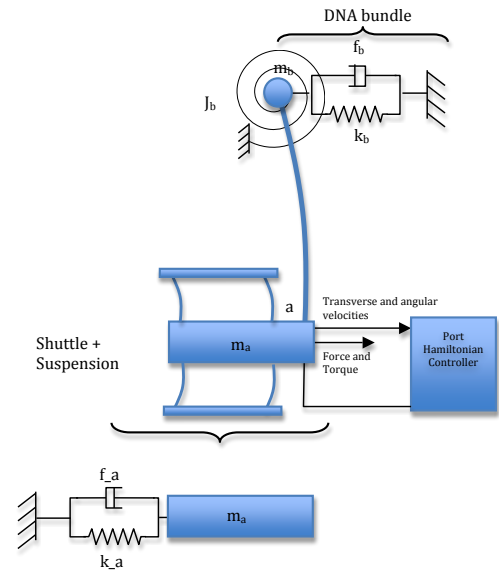 DNA bundle
f_b
m_b
J_b
k_b
a
Transverse and angular
velocities
Shuttle +
Suspension
m_a
Force and
Torque
Port
Hamiltonian
Controller
f_a
m_a
k_a